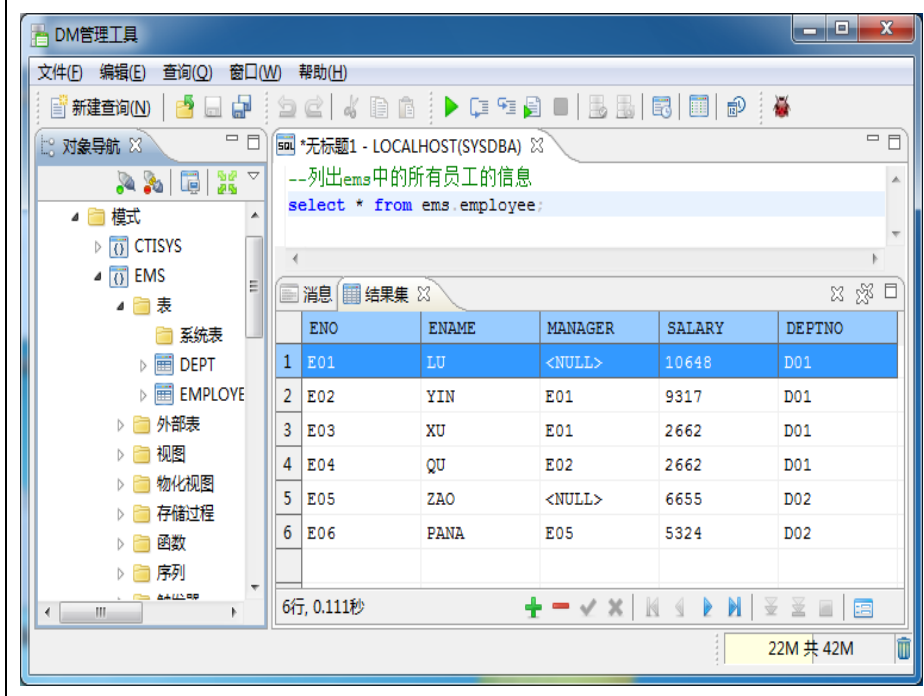 DM管理工具
文件(F) 编辑(E) 查询(Q) 窗口(W) 帮助(H)
新建查询(N)
对象导航
*无标题1 - LOCALHOST(SYSDBA)
--列出ems中的所有员工的信息
select * from ems.employee;
模式
CTISYS
EMS
表
系统表
DEPT
EMPLOYE
外部表
视图
物化视图
存储过程
函数
序列
消息 结果集
ENO ENAME MANAGER SALARY DEPTNO
1 E01 LU <NULL> 10648 D01
2 E02 YIN E01 9317 D01
3 E03 XU E01 2662 D01
4 E04 QU E02 2662 D01
5 E05 ZAO <NULL> 6655 D02
6 E06 PANA E05 5324 D02
6行, 0.111秒
22M 共 42M